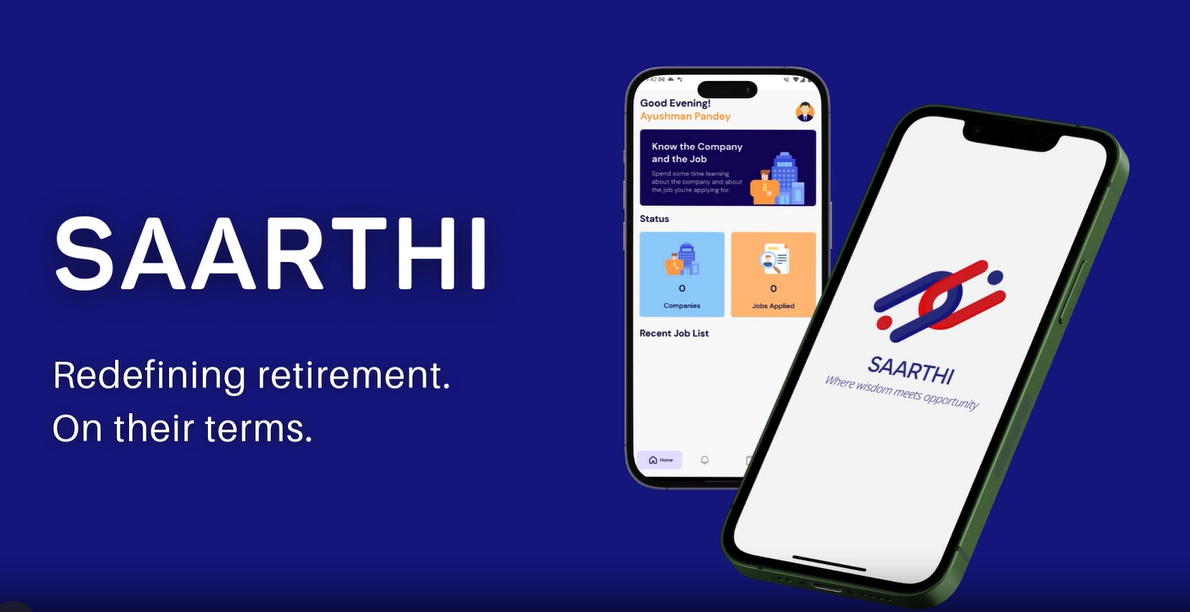 SAARTHI
Redefining retirement.
On their terms.
Good Evening!
Ayushman Pandey
Know the Company
and the Job
Spend some time learning
about the company and about
the job you're applying for.
Status
0
Companies
0
Jobs Applied
Recent Job List
Home
SAARTHI
Where wisdom meets opportunity